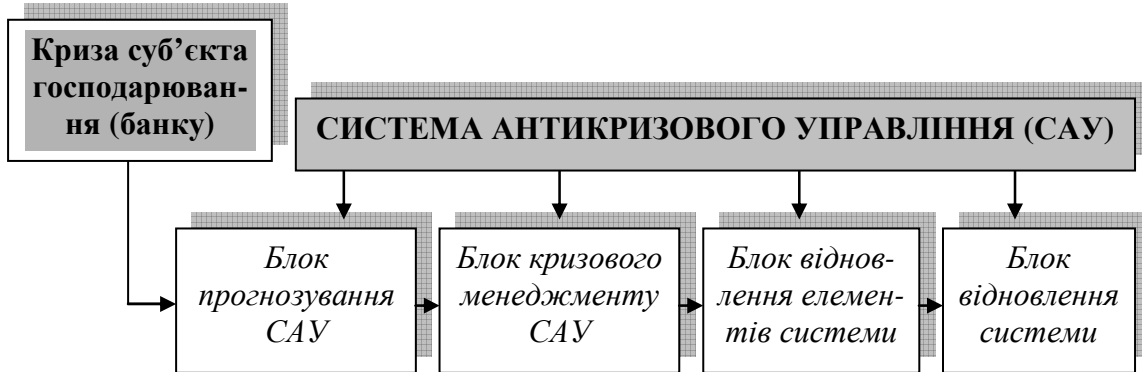 Криза суб’єкта
господарюван-
ня (банку)
СИСТЕМА АНТИКРИЗОВОГО УПРАВЛІННЯ (САУ)
Блок
прогнозування
САУ
Блок кризового
менеджменту
САУ
Блок віднов-
лення елемен-
тів системи
Блок
відновлення
системи